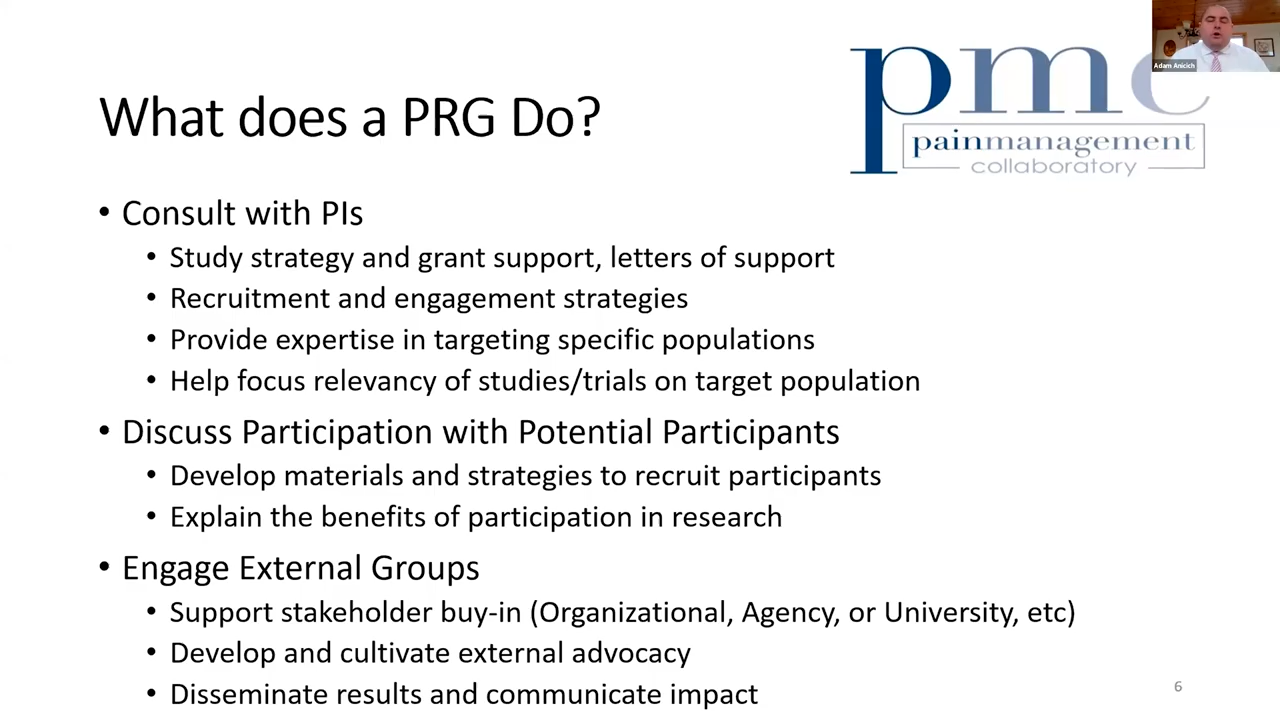 What does a PRG Do?
pmc
painmanagement
collaboratory
Adam Anicich
• Consult with PIs
• Study strategy and grant support, letters of support
• Recruitment and engagement strategies
• Provide expertise in targeting specific populations
• Help focus relevancy of studies/trials on target population
• Discuss Participation with Potential Participants
• Develop materials and strategies to recruit participants
• Explain the benefits of participation in research
• Engage External Groups
• Support stakeholder buy-in (Organizational, Agency, or University, etc)
• Develop and cultivate external advocacy
• Disseminate results and communicate impact
6